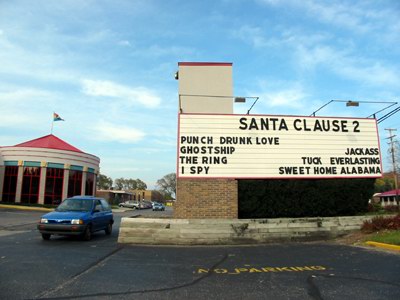 SANTA CLAUSE 2
PUNCH DRUNK LOVE
GHOSTSHIP JACKASS
THE RING TUCK EVERLASTING
I SPY SWEET HOME ALABAMA
NO PARKING